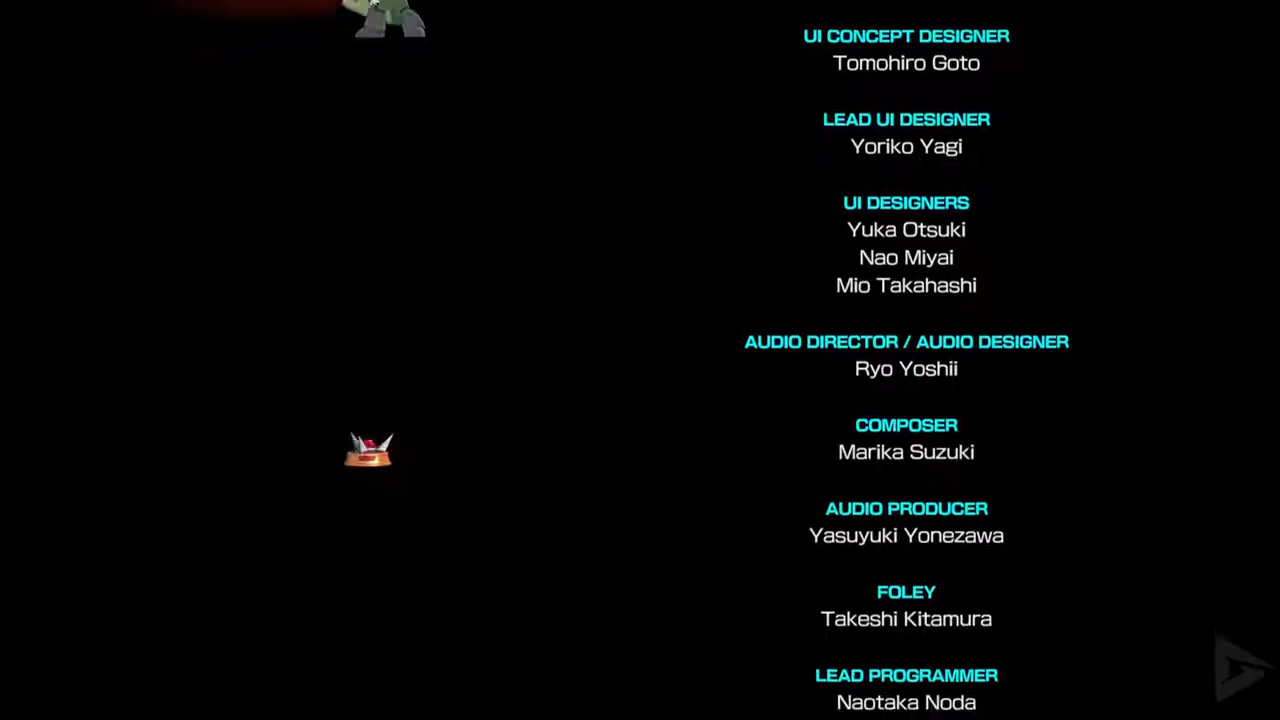 UI CONCEPT DESIGNER
Tomohiro Goto
LEAD UI DESIGNER
Yoriko Yagi
UI DESIGNERS
Yuka Otsuki
Nao Miyai
Mio Takahashi
AUDIO DIRECTOR / AUDIO DESIGNER
Ryo Yoshii
COMPOSER
Marika Suzuki
AUDIO PRODUCER
Yasuyuki Yonezawa
FOLEY
Takeshi Kitamura
LEAD PROGRAMMER
Naotaka Noda